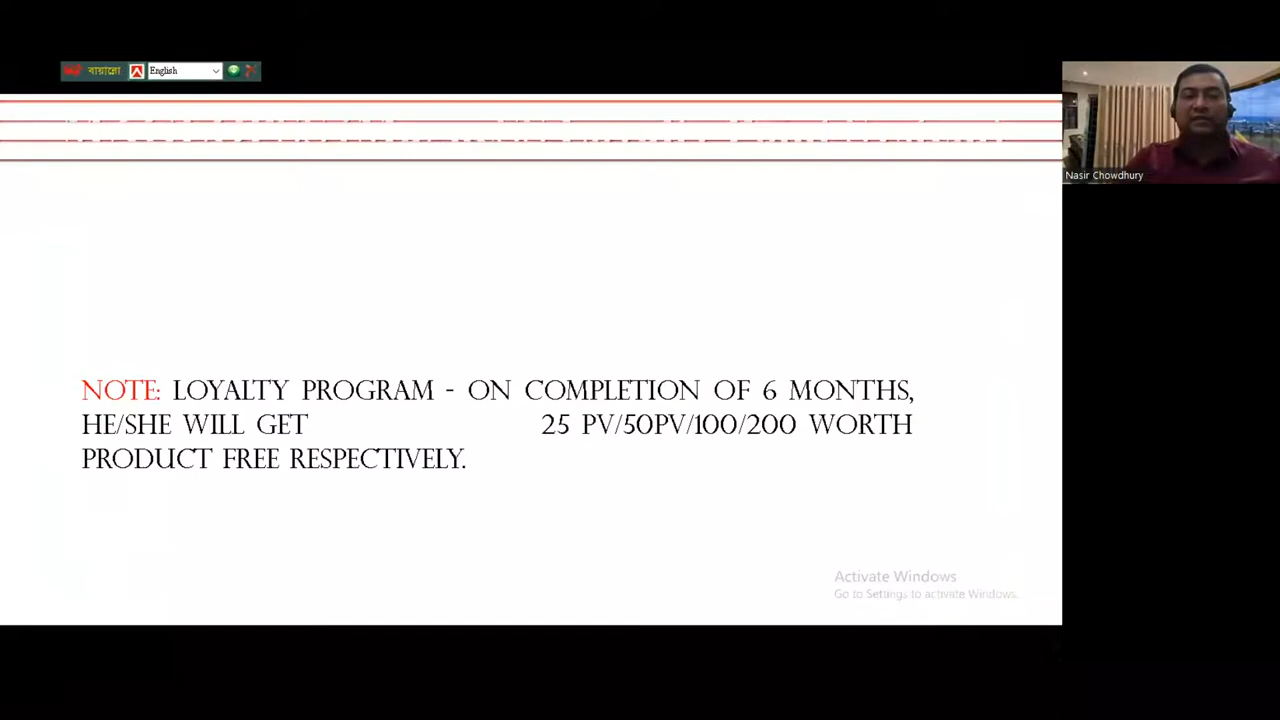 বায়ান্নো English
Nasir Chowdhury
NOTE: LOYALTY PROGRAM - ON COMPLETION OF 6 MONTHS,
HE/SHE WILL GET 25 PV/50PV/100/200 WORTH
PRODUCT FREE RESPECTIVELY.
Activate Windows
Go to Settings to activate Windows.